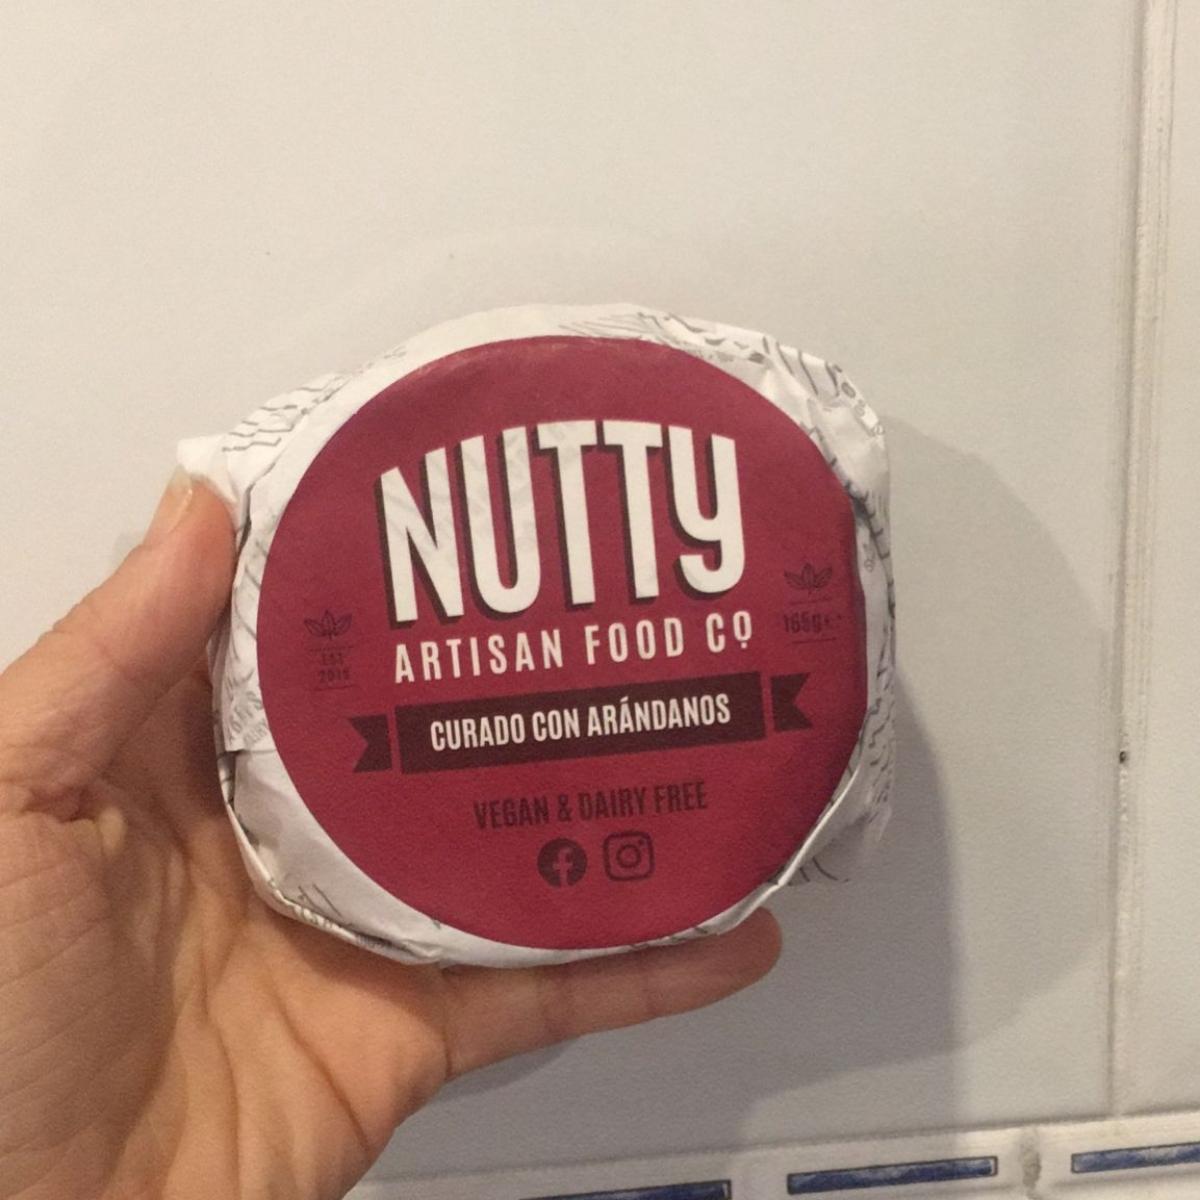 NUTTY
ARTISAN FOOD Cº
EST
2015
165g
CURADO CON ARÁNDANOS
VEGAN & DAIRY FREE